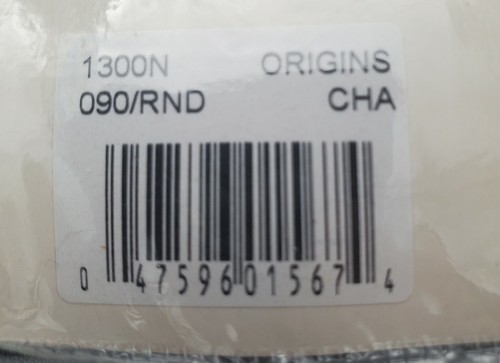 1300N ORIGINS
090/RND CHA
0 47596 01567 4